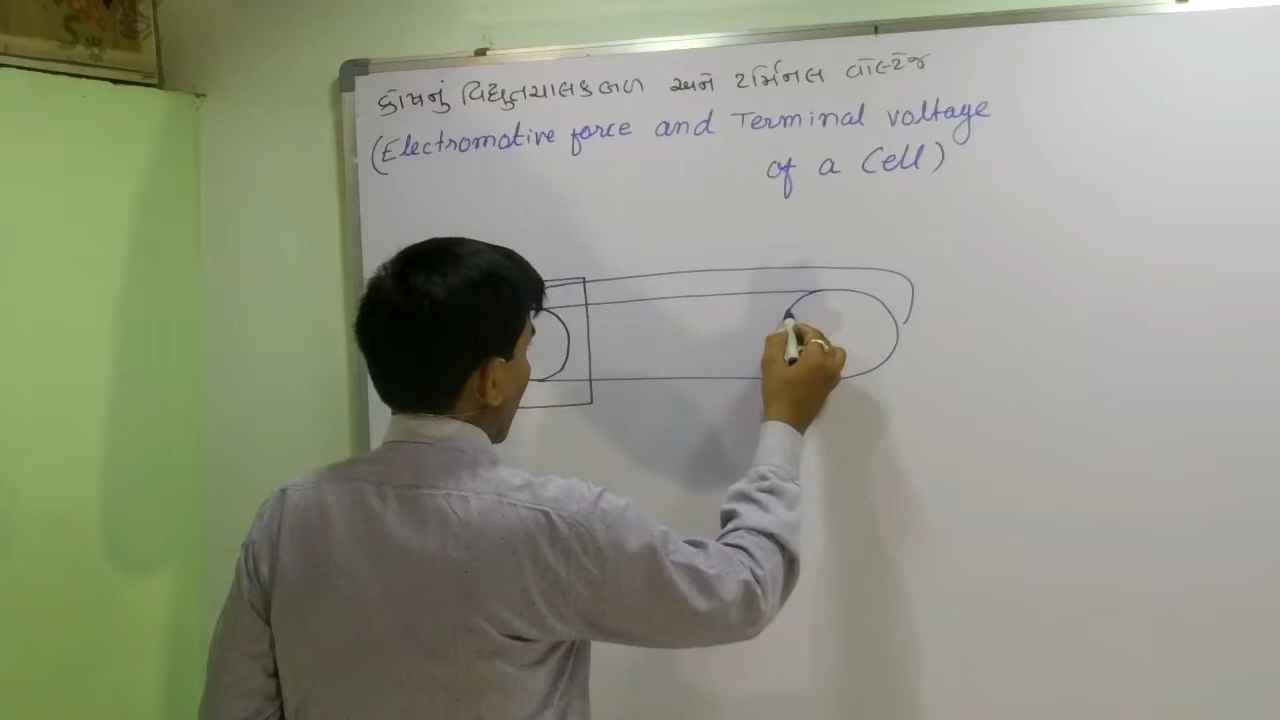 કોષનું વિદ્યુતચાલકબળ અને ટર્મિનલ વોલ્ટેજ
(Electromotive force and Terminal voltage
of a Cell)